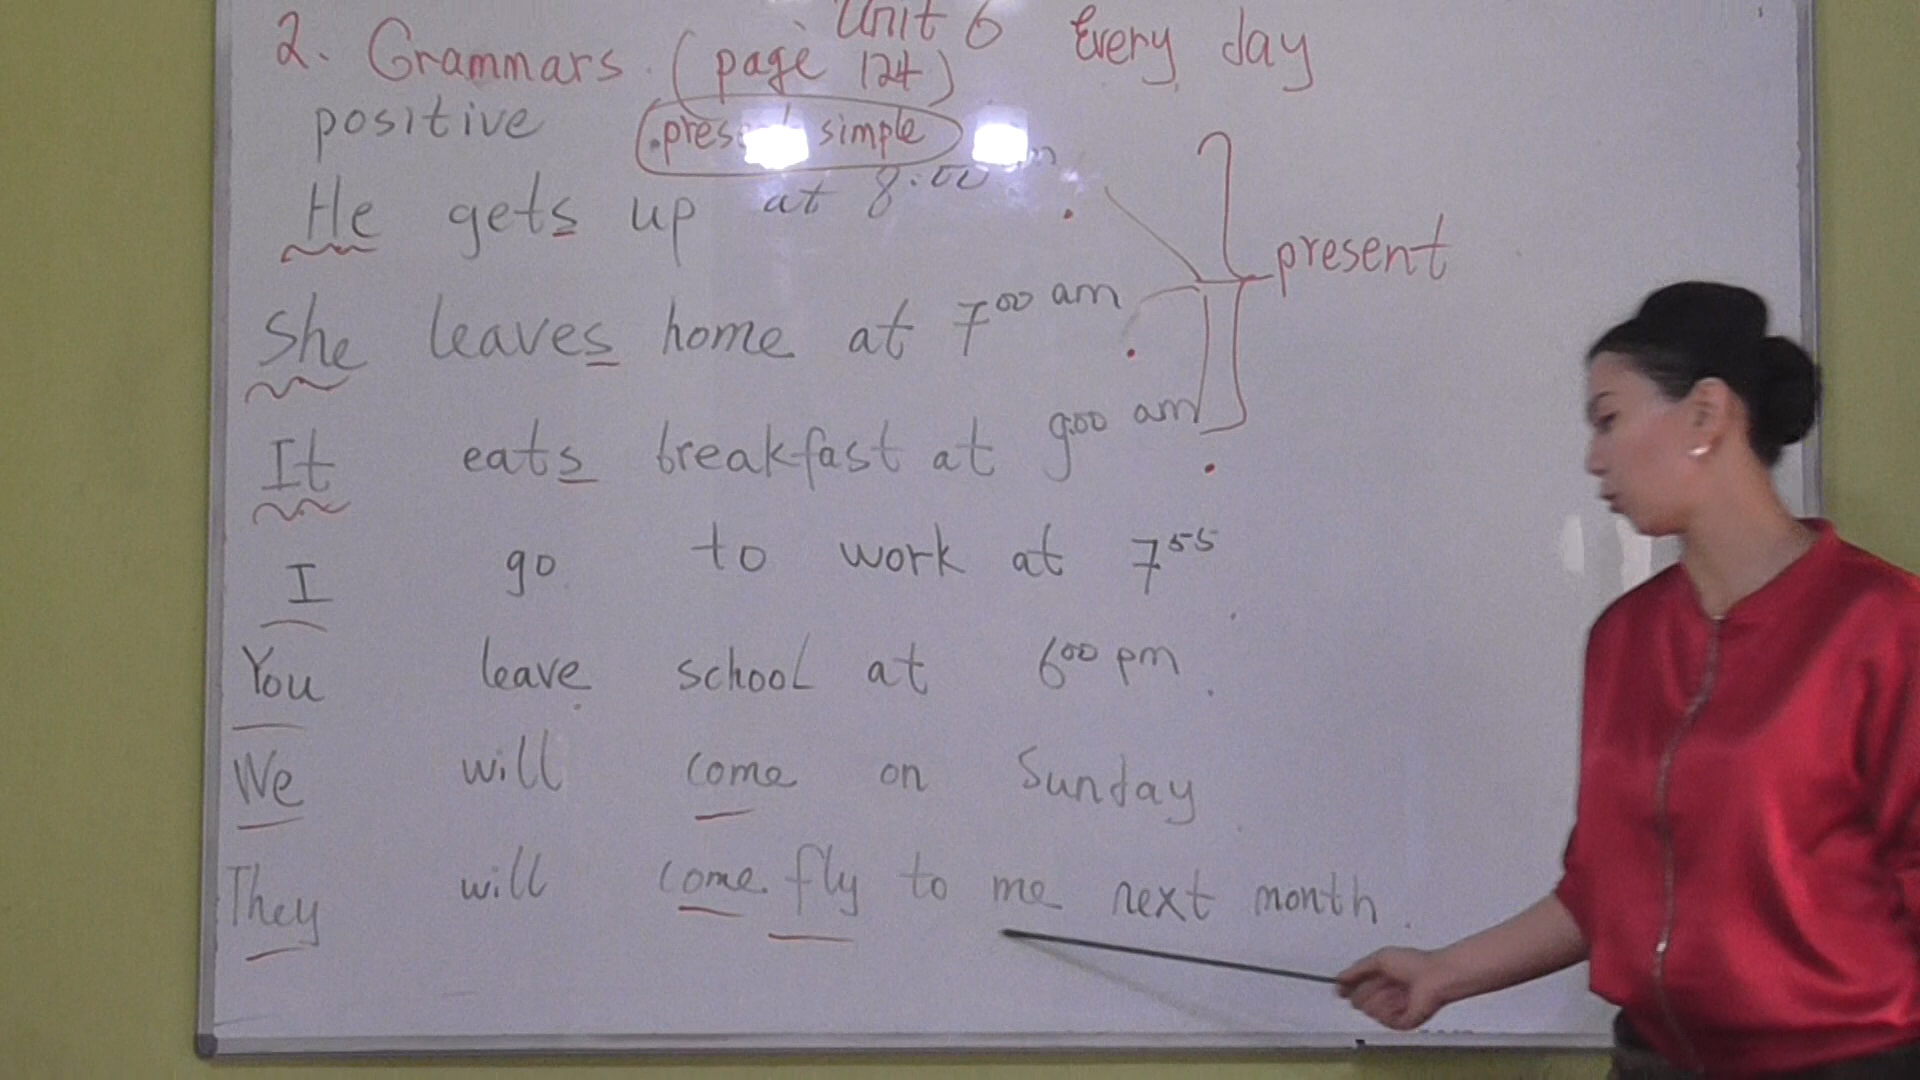 Unit 6 Every day
2. Grammars (page 124)
positive present simple
He gets up at 8:00
She leaves home at 7⁰⁰ am
present
It eats breakfast at 9:00 am
I go to work at 7⁵⁵
You leave school at 6⁰⁰ pm
We will come on Sunday
They will come fly to me next month.